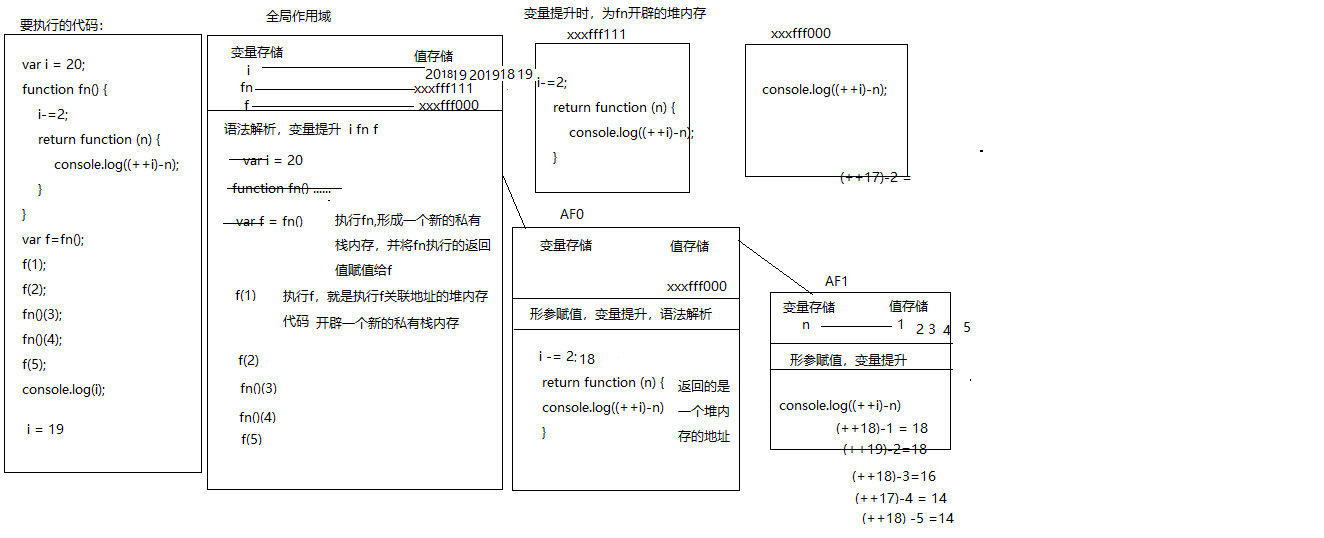 要执行的代码：
var i = 20;
function fn() {
i-=2;
return function (n) {
console.log((++i)-n);
}
}
var f=fn();
f(1);
f(2);
fn()(3);
fn()(4);
f(5);
console.log(i);
i = 19
全局作用域
变量存储 值存储
i 20 18 19 20 19 18 19
fn xxxfff111
f xxxfff000
语法解析，变量提升 i fn f
var i = 20
function fn() ......
var f = fn()
执行fn,形成一个新的私有
栈内存，并将fn执行的返回
值赋值给f
f(1)
执行f，就是执行f关联地址的堆内存
代码 开辟一个新的私有栈内存
f(2)
fn()(3)
fn()(4)
f(5)
变量提升时，为fn开辟的堆内存
xxxfff111
i-=2;
return function (n) {
console.log((++i)-n);
}
xxxfff000
console.log((++i)-n);
(++17)-2 =
AF0
变量存储 值存储
xxxfff000
形参赋值，变量提升，语法解析
i -= 2; 18
return function (n) {
console.log((++i)-n)
}
返回的是
一个堆内
存的地址
AF1
变量存储 值存储
n 1 2 3 4 5
形参赋值，变量提升
console.log((++i)-n)
(++18)-1 = 18
(++19)-2=18
(++18)-3=16
(++17)-4 = 14
(++18) -5 =14